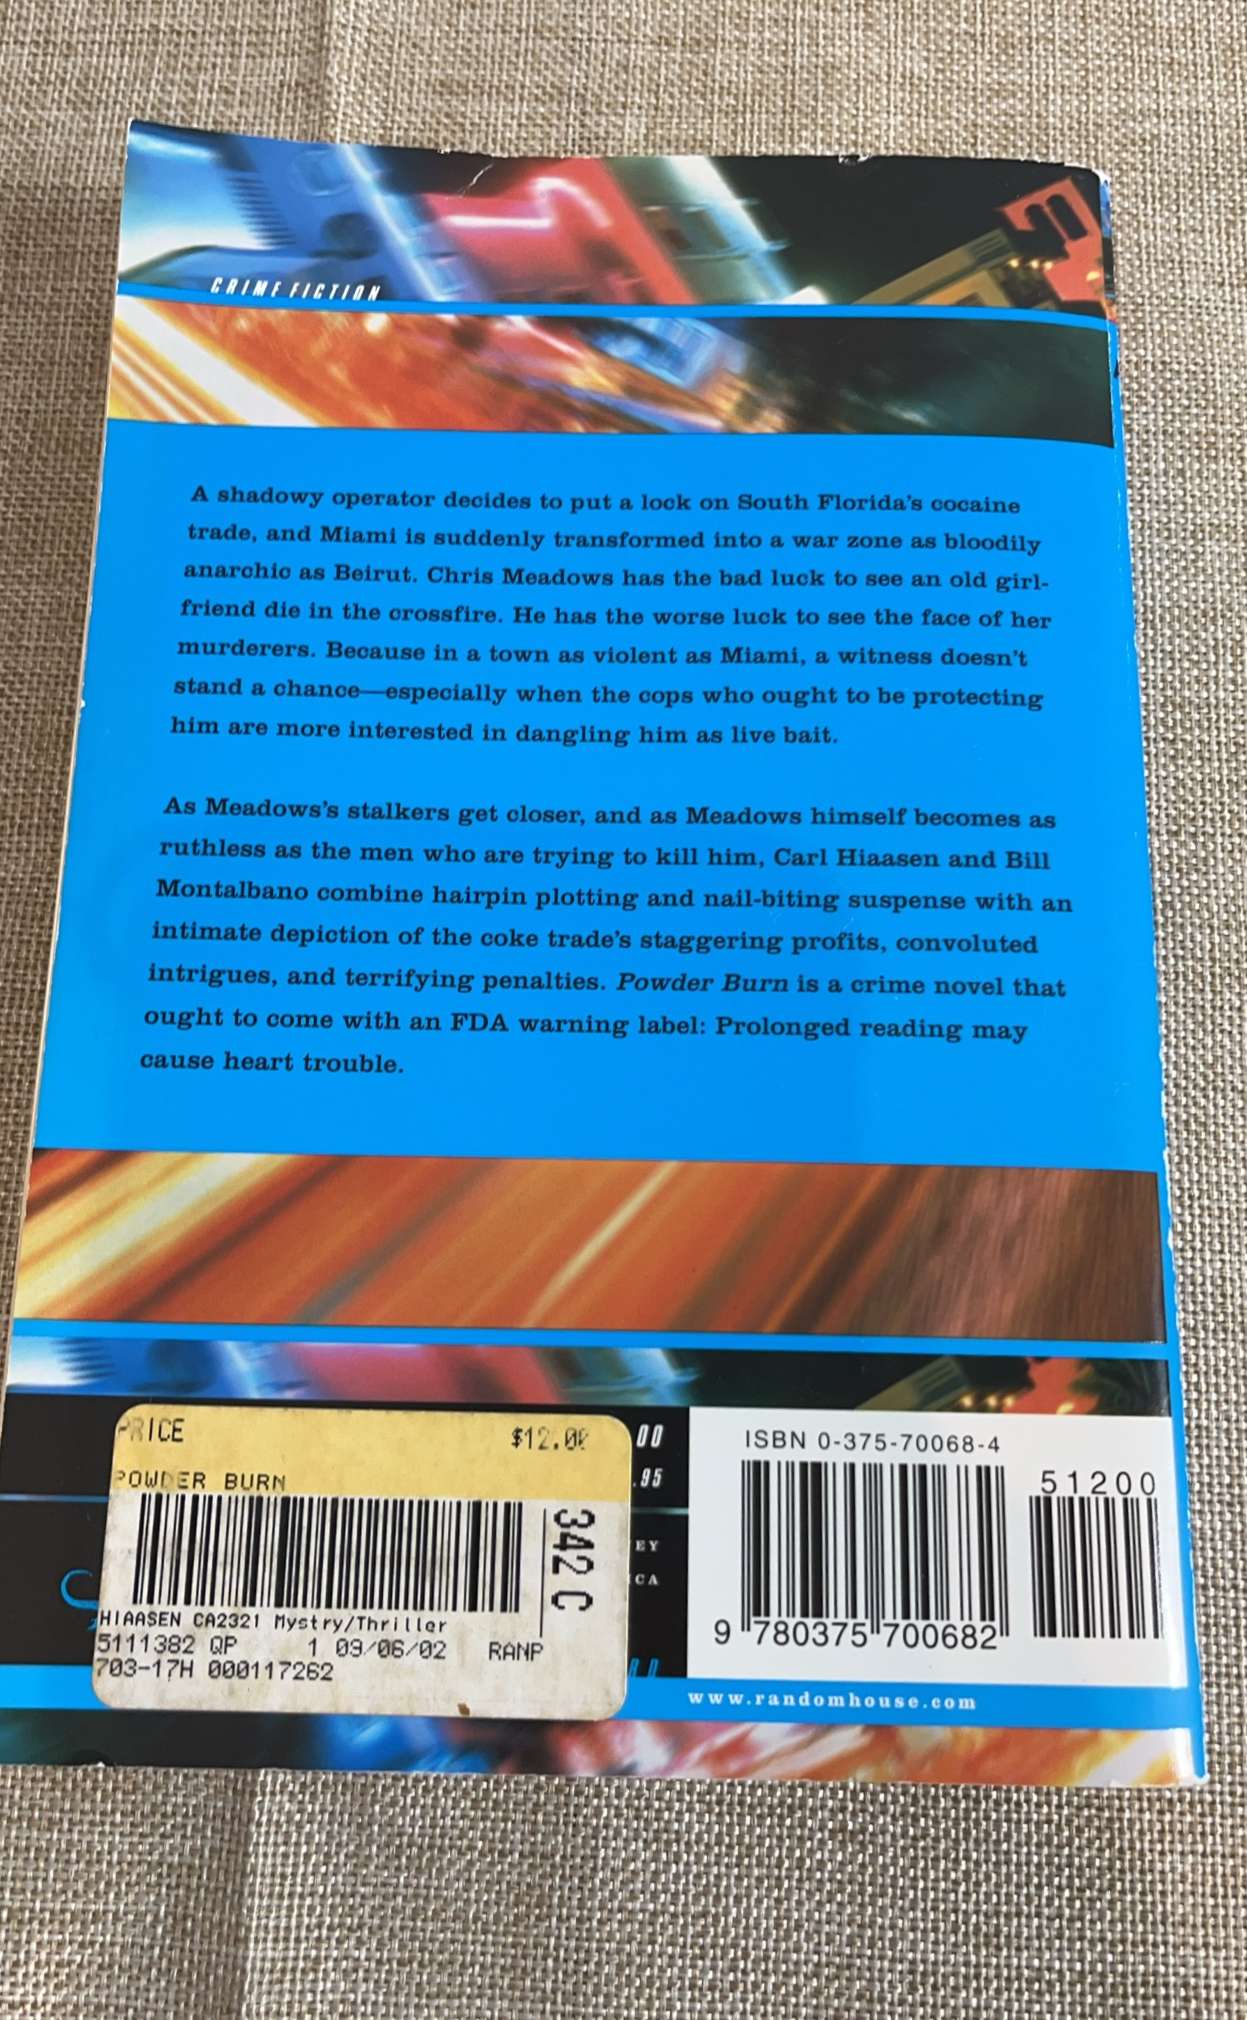 CRIME FICTION
A shadowy operator decides to put a lock on South Florida's cocaine
trade, and Miami is suddenly transformed into a war zone as bloodily
anarchic as Beirut. Chris Meadows has the bad luck to see an old girl-
friend die in the crossfire. He has the worse luck to see the face of her
murderers. Because in a town as violent as Miami, a witness doesn't
stand a chance—especially when the cops who ought to be protecting
him are more interested in dangling him as live bait.
As Meadows's stalkers get closer, and as Meadows himself becomes as
ruthless as the men who are trying to kill him, Carl Hiaasen and Bill
Montalbano combine hairpin plotting and nail-biting suspense with an
intimate depiction of the coke trade's staggering profits, convoluted
intrigues, and terrifying penalties. Powder Burn is a crime novel that
ought to come with an FDA warning label: Prolonged reading may
cause heart trouble.
PRICE $12.00
POWDER BURN
342 C
HIAASEN CA2321 Mystry/Thriller
5111382 QP 1 09/06/02 RANP
703-17H 000117262
00
.95
EY
CA
ISBN 0-375-70068-4
51200
9 780375 700682
www.randomhouse.com